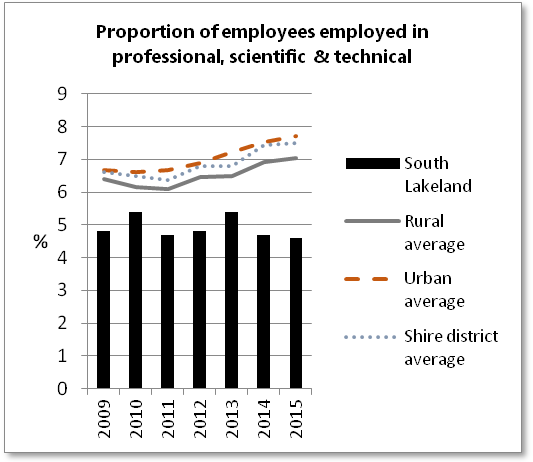 Proportion of employees employed in
professional, scientific & technical
9
8
7
6
5
4
3
2
1
0
%
2009
2010
2011
2012
2013
2014
2015
South
Lakeland
Rural
average
Urban
average
Shire district
average